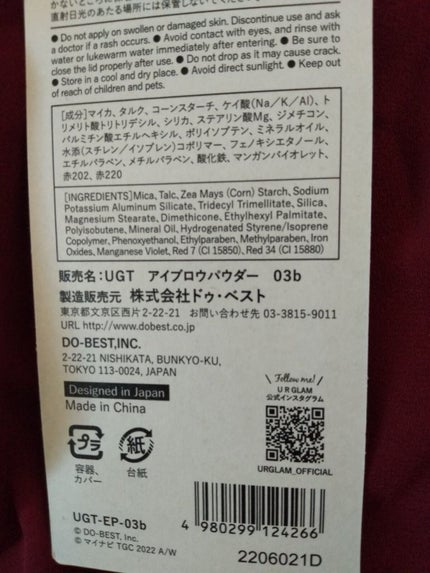 直射日光のあたる場所には保管しないでくださ
● Do not apply on swollen or damaged skin. Discontinue use and ask
a doctor if a rash occurs. ● Avoid contact with eyes, and rinse with
water or lukewarm water immediately after entering. ● Be sure to
close the lid properly after use. ● Do not drop as it may cause crack.
● Store in a cool and dry place. ● Avoid direct sunlight. ● Keep out
of reach of children and pets.
[成分]マイカ、タルク、コーンスターチ、ケイ酸(Na/K/Al)、ト
リメリト酸トリトリデシル、シリカ、ステアリン酸Mg、ジメチコン、
パルミチン酸エチルヘキシル、ポリイソブテン、ミネラルオイル、
水添(スチレン/イソプレン)コポリマー、フェノキシエタノール、
エチルパラベン、メチルパラベン、酸化鉄、マンガンバイオレット、
赤202、赤220
[INGREDIENTS]Mica, Talc, Zea Mays (Corn) Starch, Sodium
Potassium Aluminum Silicate, Tridecyl Trimellitate, Silica,
Magnesium Stearate, Dimethicone, Ethylhexyl Palmitate,
Polyisobutene, Mineral Oil, Hydrogenated Styrene/Isoprene
Copolymer, Phenoxyethanol, Ethylparaben, Methylparaben, Iron
Oxides, Manganese Violet, Red 7 (CI 15850), Red 34 (CI 15880)
販売名:UGT アイブロウパウダー 03b
製造販売元 株式会社ドゥ・ベスト
東京都文京区西片2-22-21 お問い合わせ先 03-3815-9011
URL http://www.dobest.co.jp
DO-BEST,INC.
2-22-21 NISHIKATA, BUNKYO-KU,
TOKYO 113-0024, JAPAN
Designed in Japan
Made in China
Follow me!
U R GLAM
公式インスタグラム
URGLAM_OFFICIAL
プラ
容器、
カバー
紙
台紙
UGT-EP-03b
© DO-BEST, Inc.
© マイナビ TGC 2022 A/W
4 980299 124266
2206021D